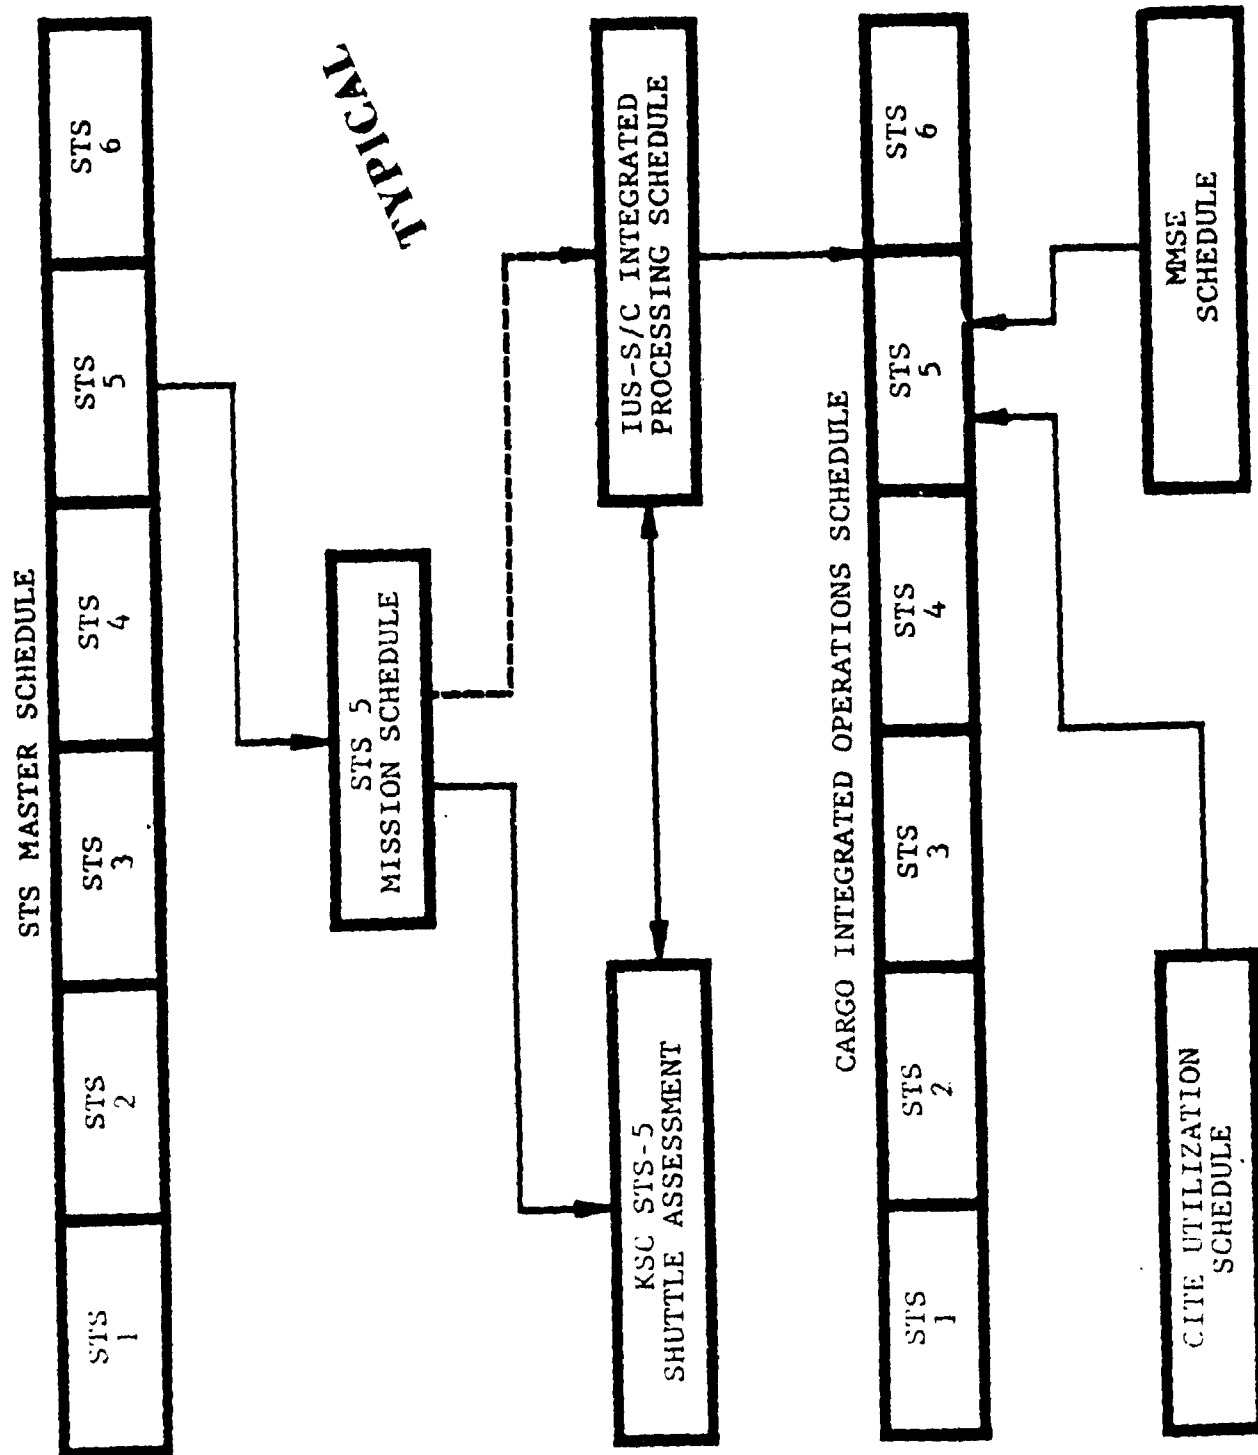 STS MASTER SCHEDULE
STS
1
STS
2
STS
3
STS
4
STS
5
STS
6
TYPICAL
STS 5
MISSION SCHEDULE
KSC STS-5
SHUTTLE ASSESSMENT
IUS-S/C INTEGRATED
PROCESSING SCHEDULE
CARGO INTEGRATED OPERATIONS SCHEDULE
STS
1
STS
2
STS
3
STS
4
STS
5
STS
6
CITE UTILIZATION
SCHEDULE
MMSE
SCHEDULE